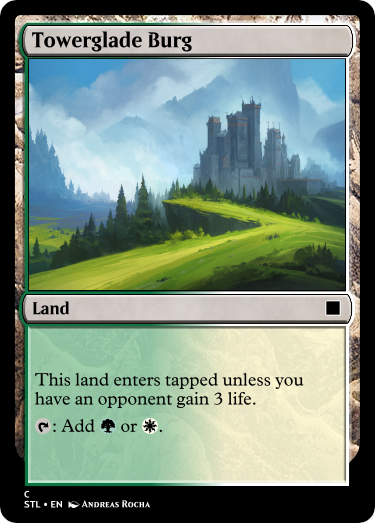 Towerglade Burg
Land
This land enters tapped unless you
have an opponent gain 3 life.
: Add or .
C
STL • EN Andreas Rocha